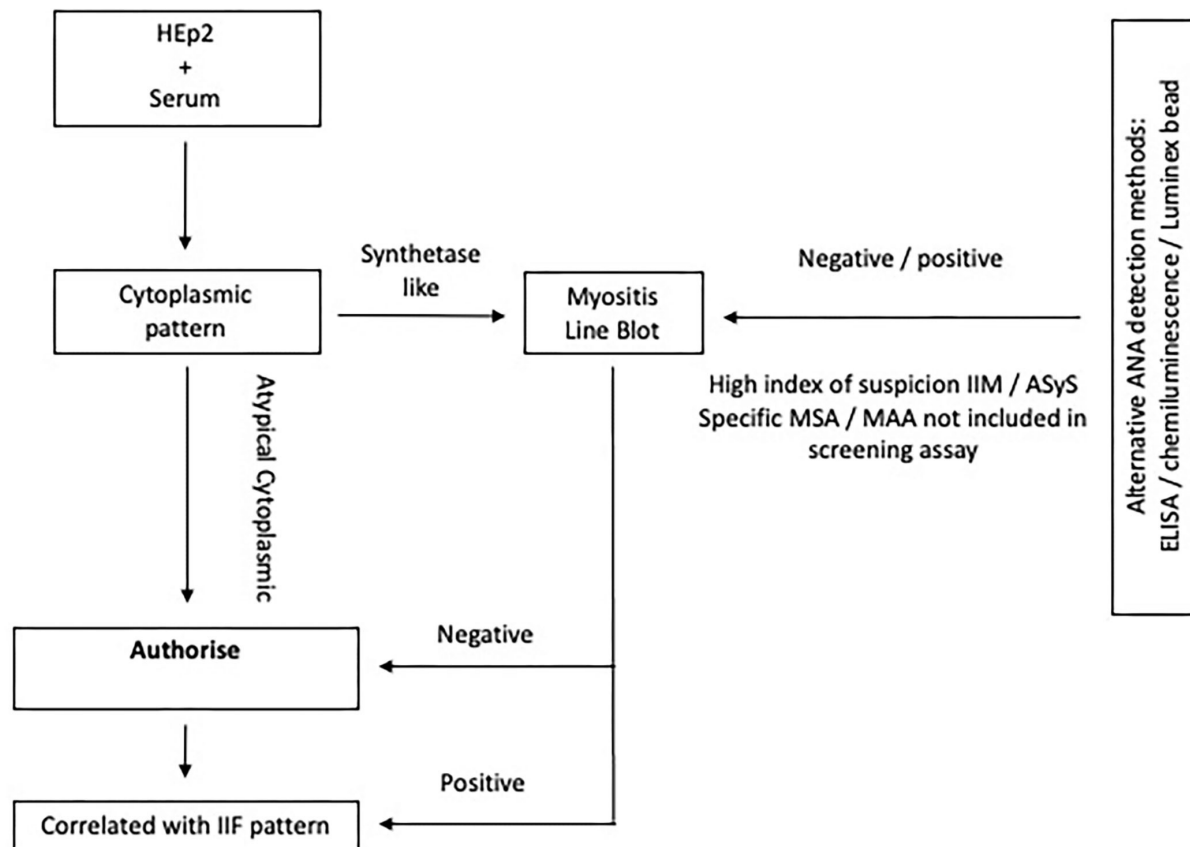 HEp2
+
Serum
Cytoplasmic
pattern
Synthetase
like
Myositis
Line Blot
Negative / positive
High index of suspicion IIM / ASyS
Specific MSA / MAA not included in
screening assay
Alternative ANA detection methods:
ELISA / chemiluminescence / Luminex bead
Atypical Cytoplasmic
Authorise
Negative
Positive
Correlated with IIF pattern